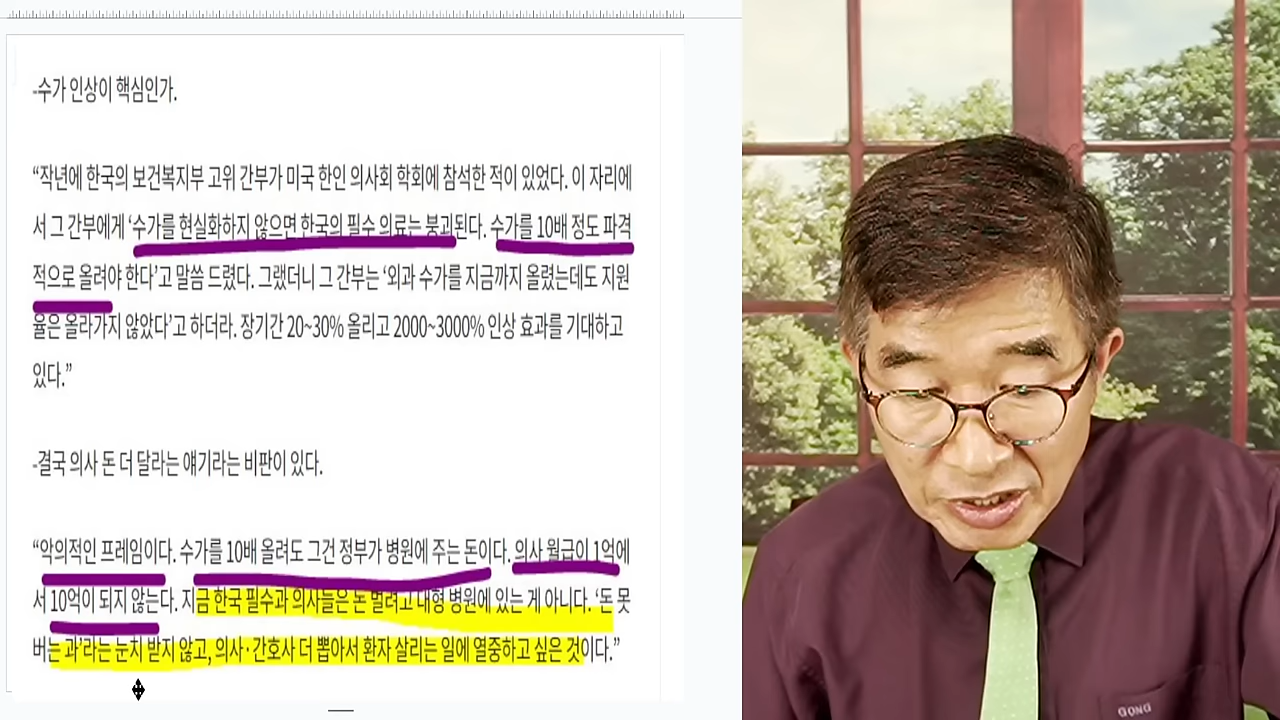 -수가 인상이 핵심인가.
“작년에 한국의 보건복지부 고위 간부가 미국 한인 의사회 학회에 참석한 적이 있었다. 이 자리에
서 그 간부에게 ‘수가를 현실화하지 않으면 한국의 필수 의료는 붕괴된다. 수가를 10배 정도 파격
적으로 올려야 한다’고 말씀 드렸다. 그랬더니 그 간부는 ‘외과 수가를 지금까지 올렸는데도 지원
율은 올라가지 않았다’고 하더라. 장기간 20~30% 올리고 2000~3000% 인상 효과를 기대하고
있다.”
-결국 의사 돈 더 달라는 얘기라는 비판이 있다.
“악의적인 프레임이다. 수가를 10배 올려도 그건 정부가 병원에 주는 돈이다. 의사 월급이 1억에
서 10억이 되지 않는다. 지금 한국 필수과 의사들은 돈 벌려고 대형 병원에 있는 게 아니다. ‘돈 못
버는 과’라는 눈치 받지 않고, 의사·간호사 더 뽑아서 환자 살리는 일에 열중하고 싶은 것이다.”
GONG